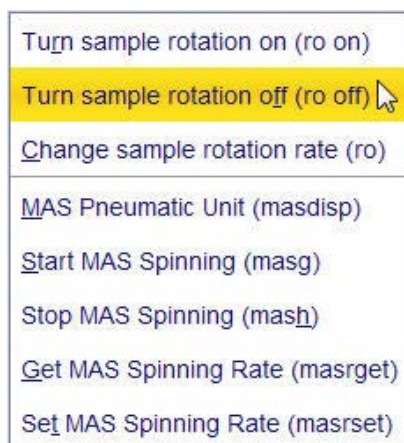 Turn sample rotation on (ro on)
Turn sample rotation off (ro off)
Change sample rotation rate (ro)
MAS Pneumatic Unit (masdisp)
Start MAS Spinning (masg)
Stop MAS Spinning (mash)
Get MAS Spinning Rate (masrget)
Set MAS Spinning Rate (masrset)